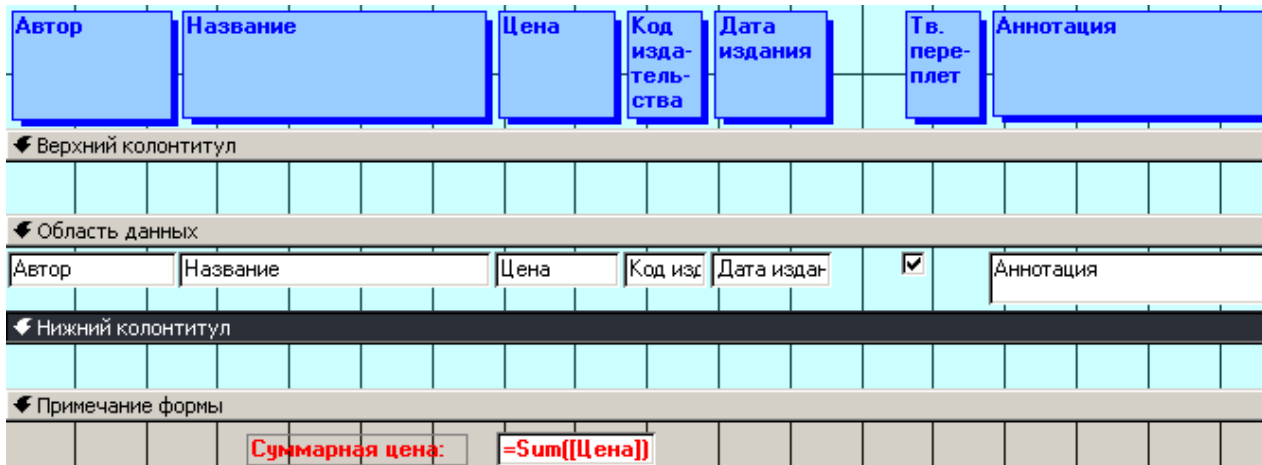 Автор Название Цена Код Дата Тв. Аннотация
изда- издания пере-
тель- плет
ства
Верхний колонтитул
Область данных
Автор Название Цена Код изд Дата издан Аннотация
Нижний колонтитул
Примечание формы
Суммарная цена: =Sum([Цена])